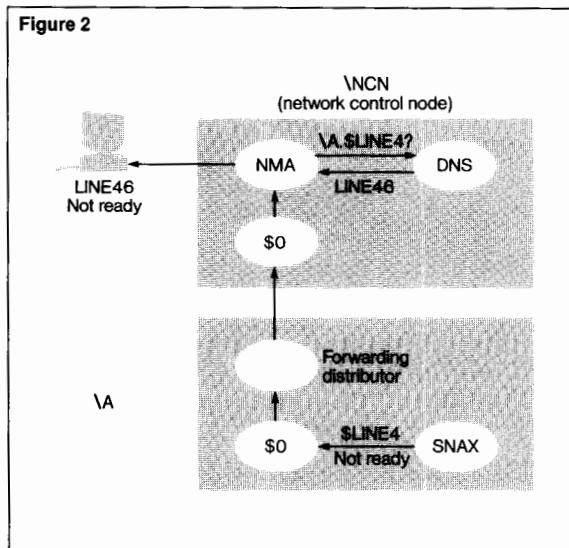 Figure 2
\NCN
(network control node)
\A.$LINE4?
NMA
DNS
LINE46
LINE46
Not ready
$0
Forwarding
distributor
\A
$LINE4
$0
SNAX
Not ready